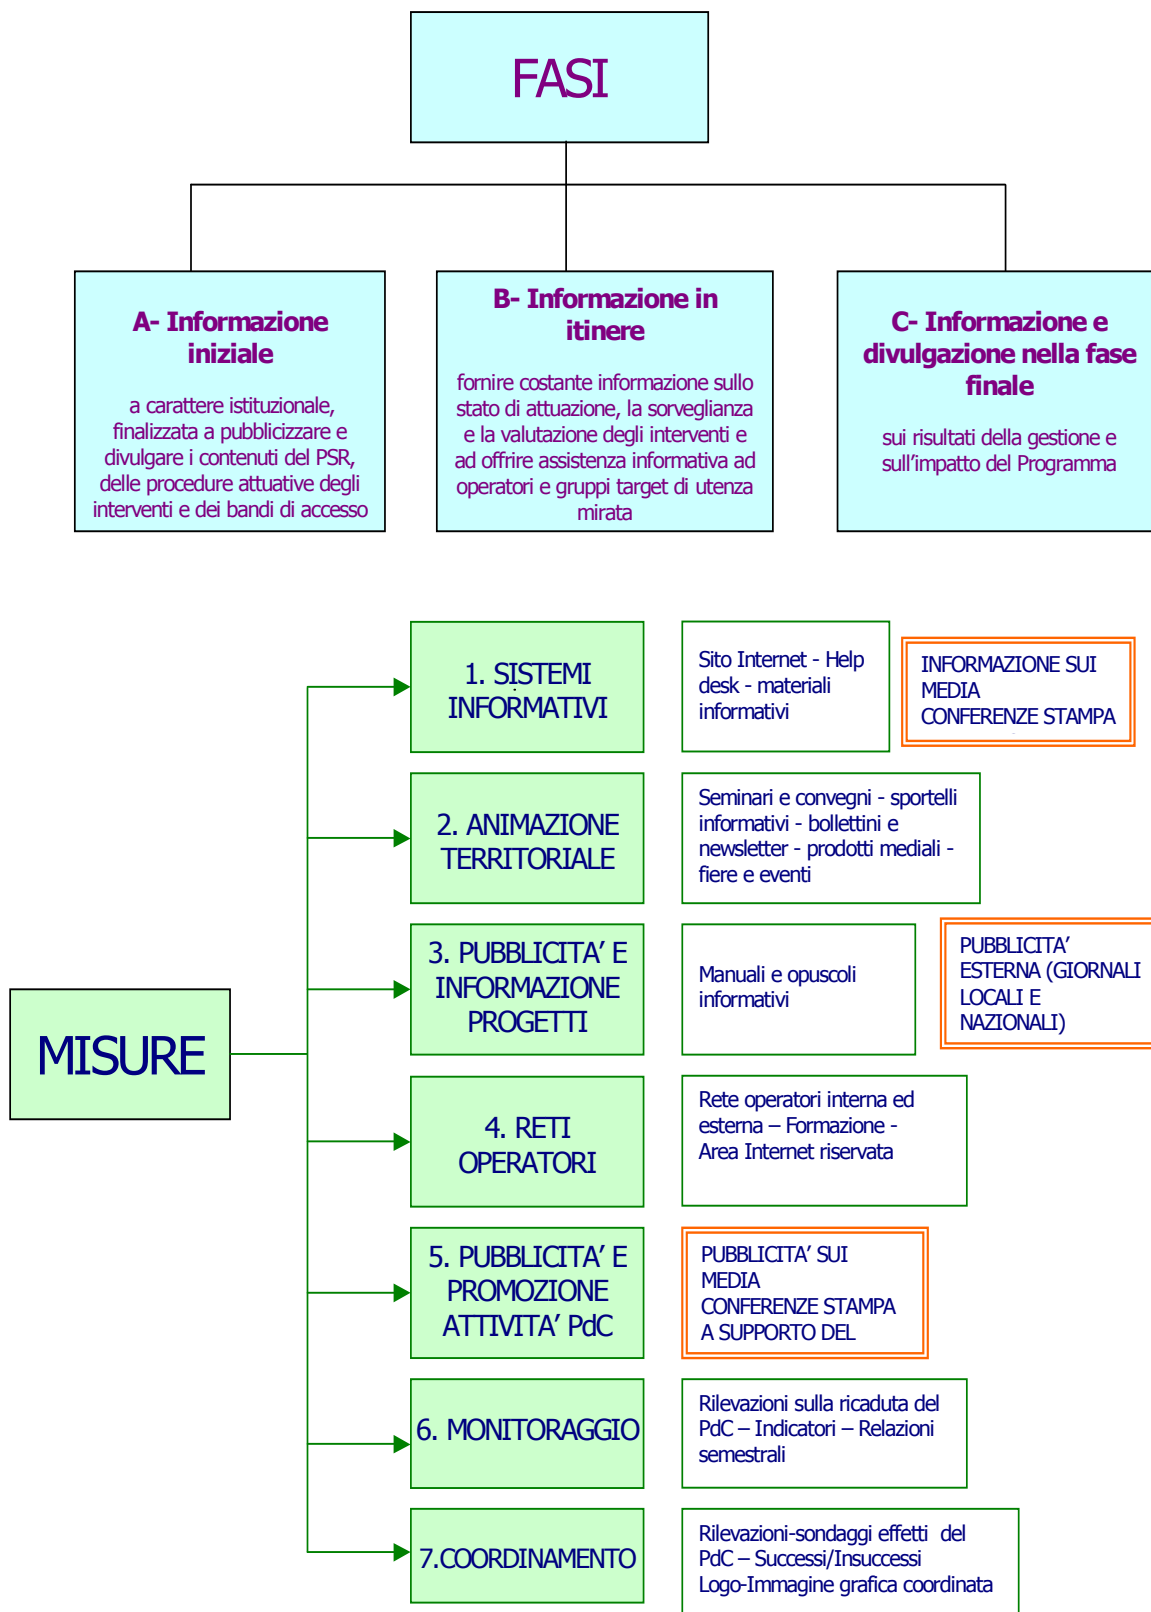 FASI
A- Informazione
iniziale
a carattere istituzionale,
finalizzata a pubblicizzare e
divulgare i contenuti del PSR,
delle procedure attuative degli
interventi e dei bandi di accesso
B- Informazione in
itinere
fornire costante informazione sullo
stato di attuazione, la sorveglianza
e la valutazione degli interventi e
ad offrire assistenza informativa ad
operatori e gruppi target di utenza
mirata
C- Informazione e
divulgazione nella fase
finale
sui risultati della gestione e
sull’impatto del Programma
MISURE
1. SISTEMI
INFORMATIVI
Sito Internet - Help
desk - materiali
informativi
INFORMAZIONE SUI
MEDIA
CONFERENZE STAMPA
2. ANIMAZIONE
TERRITORIALE
Seminari e convegni - sportelli
informativi - bollettini e
newsletter - prodotti mediali -
fiere e eventi
3. PUBBLICITA’ E
INFORMAZIONE
PROGETTI
Manuali e opuscoli
informativi
PUBBLICITA’
ESTERNA (GIORNALI
LOCALI E
NAZIONALI)
4. RETI
OPERATORI
Rete operatori interna ed
esterna – Formazione -
Area Internet riservata
5. PUBBLICITA’ E
PROMOZIONE
ATTIVITA’ PdC
PUBBLICITA’ SUI
MEDIA
CONFERENZE STAMPA
A SUPPORTO DEL
6. MONITORAGGIO
Rilevazioni sulla ricaduta del
PdC – Indicatori – Relazioni
semestrali
7.COORDINAMENTO
Rilevazioni-sondaggi effetti  del
PdC – Successi/Insuccessi
Logo-Immagine grafica coordinata